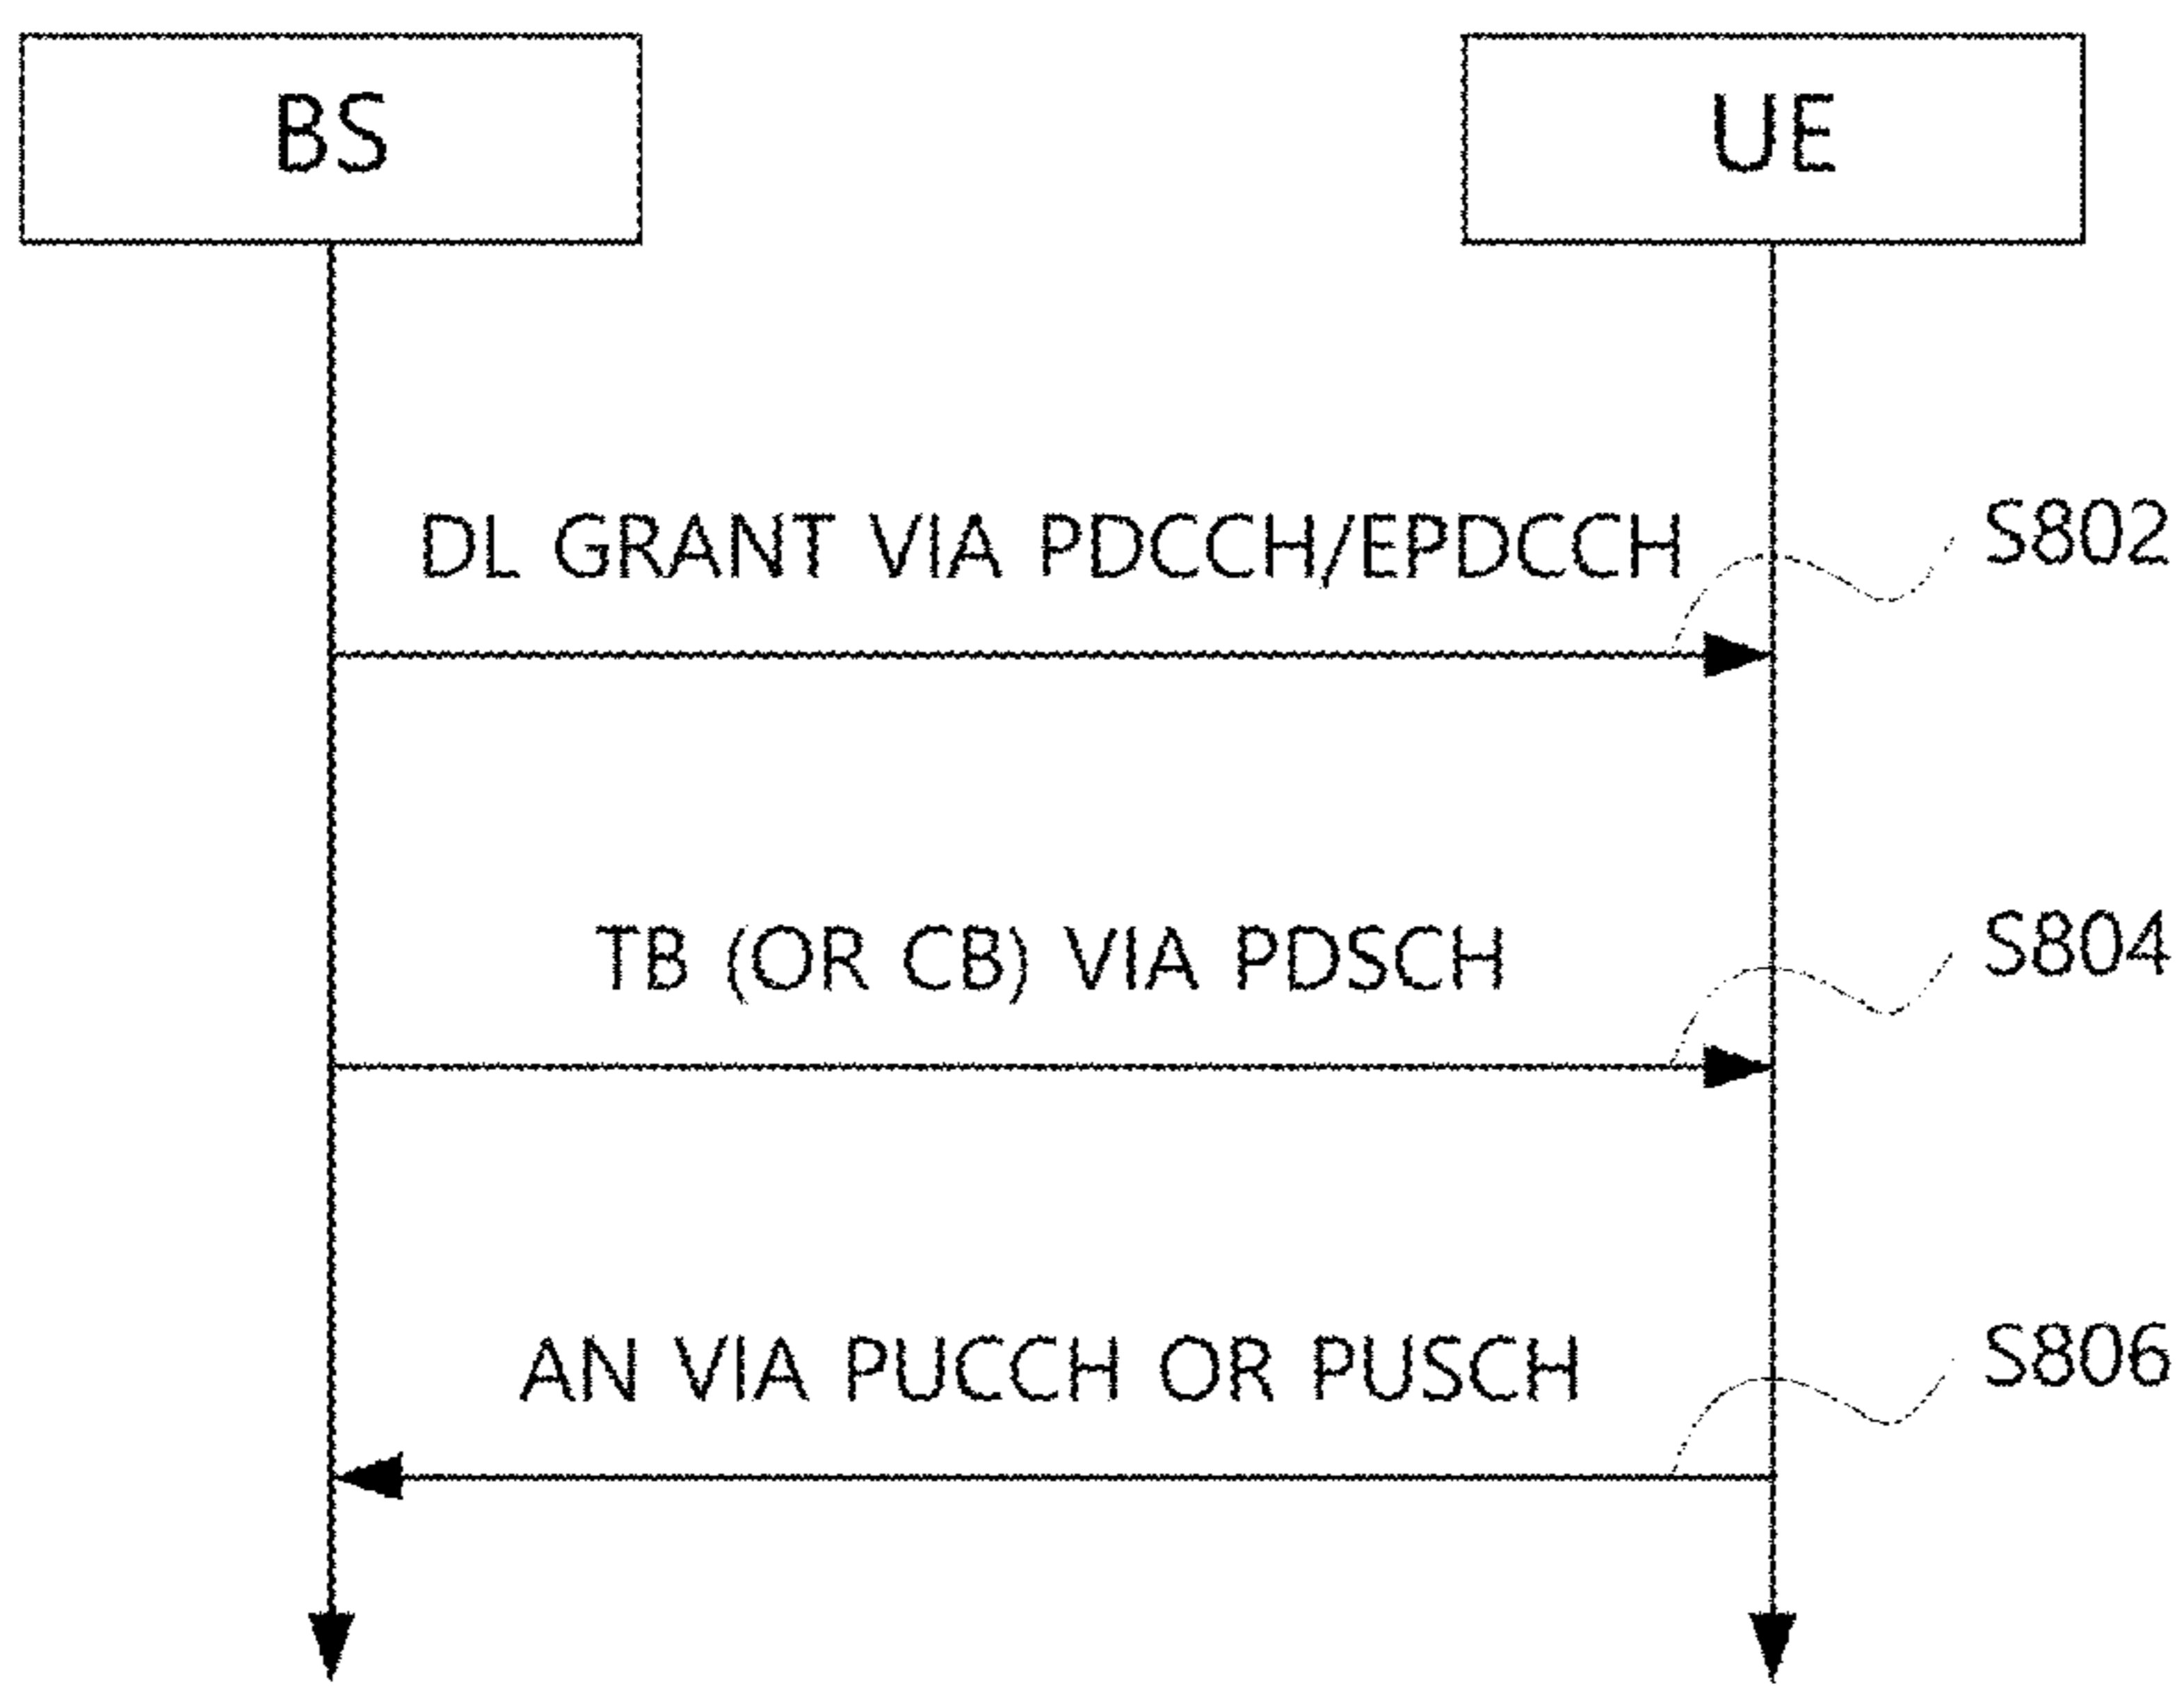 BS
UE
DL GRANT VIA PDCCH/EPDCCH
S802
TB (OR CB) VIA PDSCH
S804
AN VIA PUCCH OR PUSCH
S806